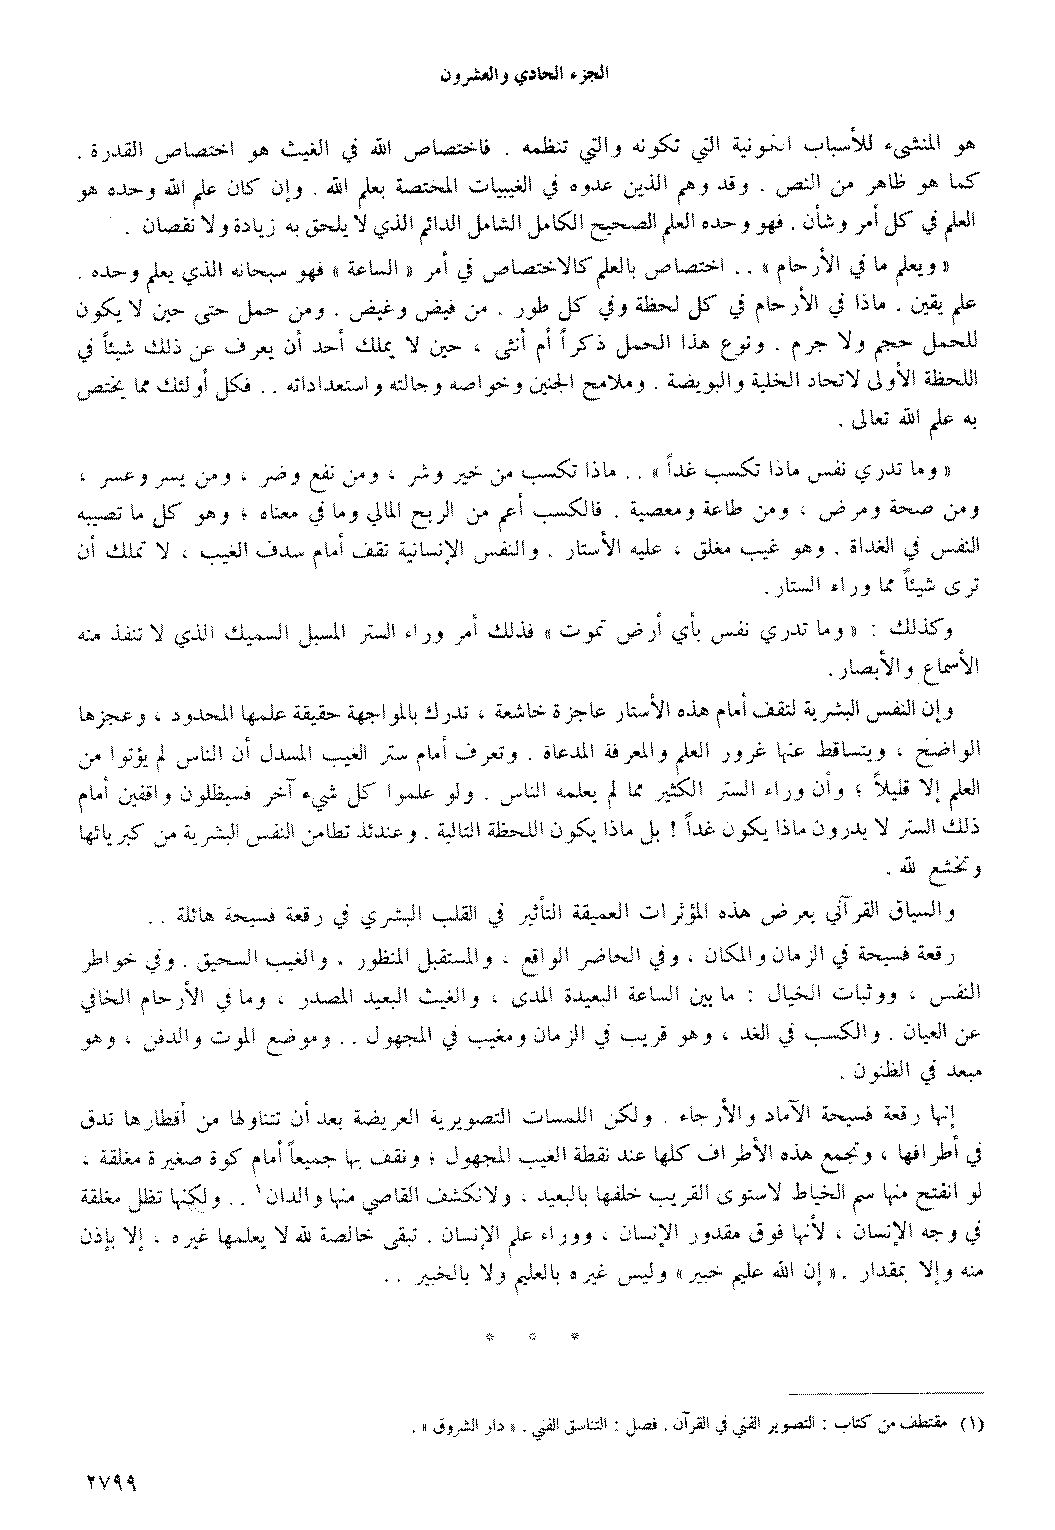 الجزء الحادي والعشرون
هو المنشىء للأسباب الكونية التي تكونه والتي تنظمه . فاختصاص الله في الغيث هو اختصاص القدرة .
كما هو ظاهر من النص . وقد وهم الذين عدوه في الغيبيات المختصة بعلم الله . وإن كان علم الله وحده هو
العلم في كل أمر وشأن . فهو وحده العلم الصحيح الكامل الشامل الدائم الذي لا يلحق به زيادة ولا نقصان .
« ويعلم ما في الأرحام » . . اختصاص بالعلم كالاختصاص في أمر « الساعة » فهو سبحانه الذي يعلم وحده .
علم يقين . ماذا في الأرحام في كل لحظة وفي كل طور . من فيض وغيض . ومن حمل حتى حين لا يكون
للحمل حجم ولا جرم . ونوع هذا الحمل ذكراً أم أنثى ، حين لا يملك أحد أن يعرف عن ذلك شيئاً في
اللحظة الأولى لاتحاد الخلية والبويضة . وملامح الجنين وخواصه وحالته واستعداداته . . فكل أولئك مما يختص
به علم الله تعالى .
« وما تدري نفس ماذا تكسب غداً » . . ماذا تكسب من خير وشر ، ومن نفع وضر ، ومن يسر وعسر ،
ومن صحة ومرض ، ومن طاعة ومعصية . فالكسب أعم من الربح المالي وما في معناه ؛ وهو كل ما تصيبه
النفس في الغداة . وهو غيب مغلق ، عليه الأستار . والنفس الإنسانية تقف أمام سدف الغيب ، لا تملك أن
ترى شيئاً مما وراء الستار .
وكذلك : « وما تدري نفس بأي أرض تموت » فذلك أمر وراء الستر المسبل السميك الذي لا تنفذ منه
الأسماع والأبصار .
وإن النفس البشرية لتقف أمام هذه الأستار عاجزة خاشعة ، تدرك بالمواجهة حقيقة علمها المحدود ، وعجزها
الواضح ، ويتساقط عنها غرور العلم والمعرفة المدعاة . وتعرف أمام ستر الغيب المسدل أن الناس لم يؤتوا من
العلم إلا قليلاً ؛ وأن وراء الستر الكثير مما لم يعلمه الناس . ولو علموا كل شيء آخر فسيظلون واقفين أمام
ذلك الستر لا يدرون ماذا يكون غداً ! بل ماذا يكون اللحظة التالية . وعندئذ تطامن النفس البشرية من كبريائها
وتخشع لله .
والسياق القرآني يعرض هذه المؤثرات العميقة التأثير في القلب البشري في رقعة فسيحة هائلة . .
رقعة فسيحة في الزمان والمكان ، وفي الحاضر الواقع ، والمستقبل المنظور ، والغيب السحيق . وفي خواطر
النفس ، ووثبات الخيال : ما بين الساعة البعيدة المدى ، والغيث البعيد المصدر ، وما في الأرحام الخافي
عن العيان . والكسب في الغد ، وهو قريب في الزمان ومغيب في المجهول . . وموضع الموت والدفن ، وهو
مبعد في الظنون .
إنها رقعة فسيحة الآماد والأرجاء . ولكن اللمسات التصويرية العريضة بعد أن تتناولها من أقطارها تدق
في أطرافها ، وتجمع هذه الأطراف كلها عند نقطة الغيب المجهول ؛ ونقف بها جميعاً أمام كوة صغيرة مغلقة ،
لو انفتح منها سم الخياط لاستوى القريب خلفها بالبعيد ، ولانكشف القاصي منها والدان¹ . . ولكنها تظل مغلقة
في وجه الإنسان ، لأنها فوق مقدور الإنسان ، ووراء علم الإنسان . تبقى خالصة لله لا يعلمها غيره ، إلا بإذن
منه وإلا بمقدار . « إن الله عليم خبير » وليس غيره بالعليم ولا بالخبير . .
* * *
(١) مقتطف من كتاب : التصوير الفني في القرآن . فصل : التناسق الفني . « دار الشروق » .
٢٧٩٩